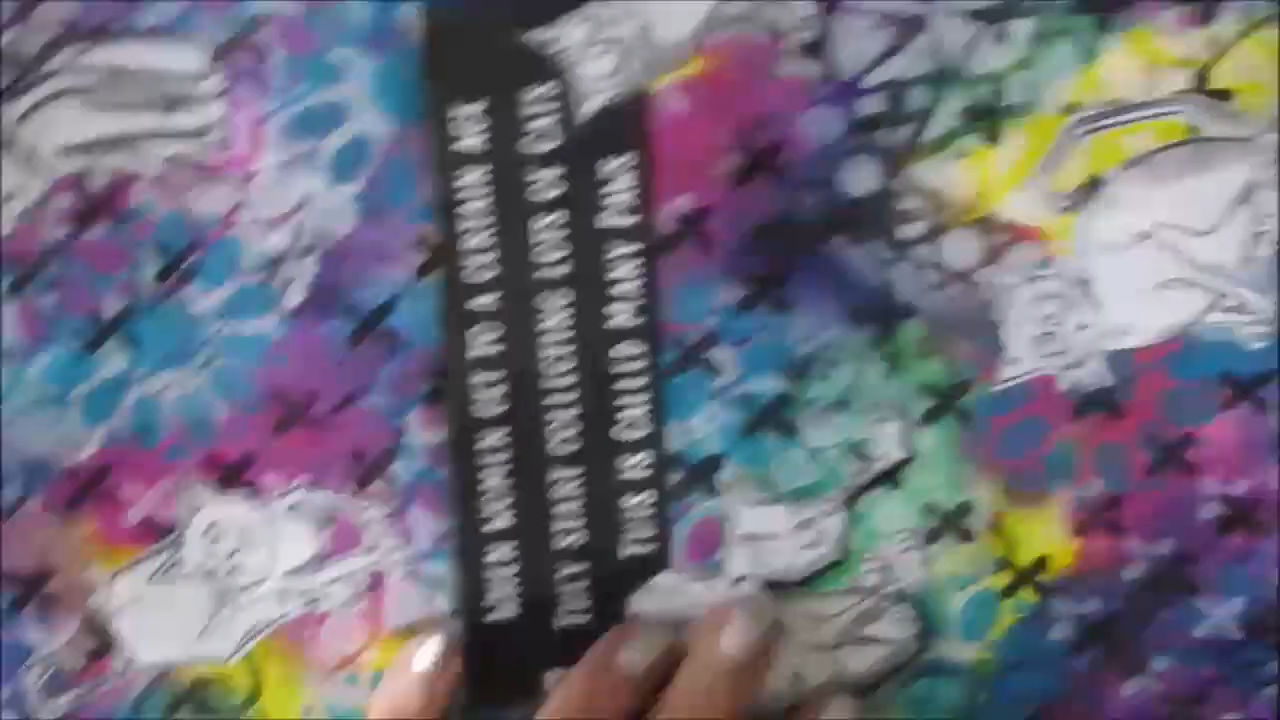 WHEN WOMEN GET TO A CERTAIN AGE
THEY START COLLECTING LOTS OF CATS
THIS IS CALLED MANY PAWS